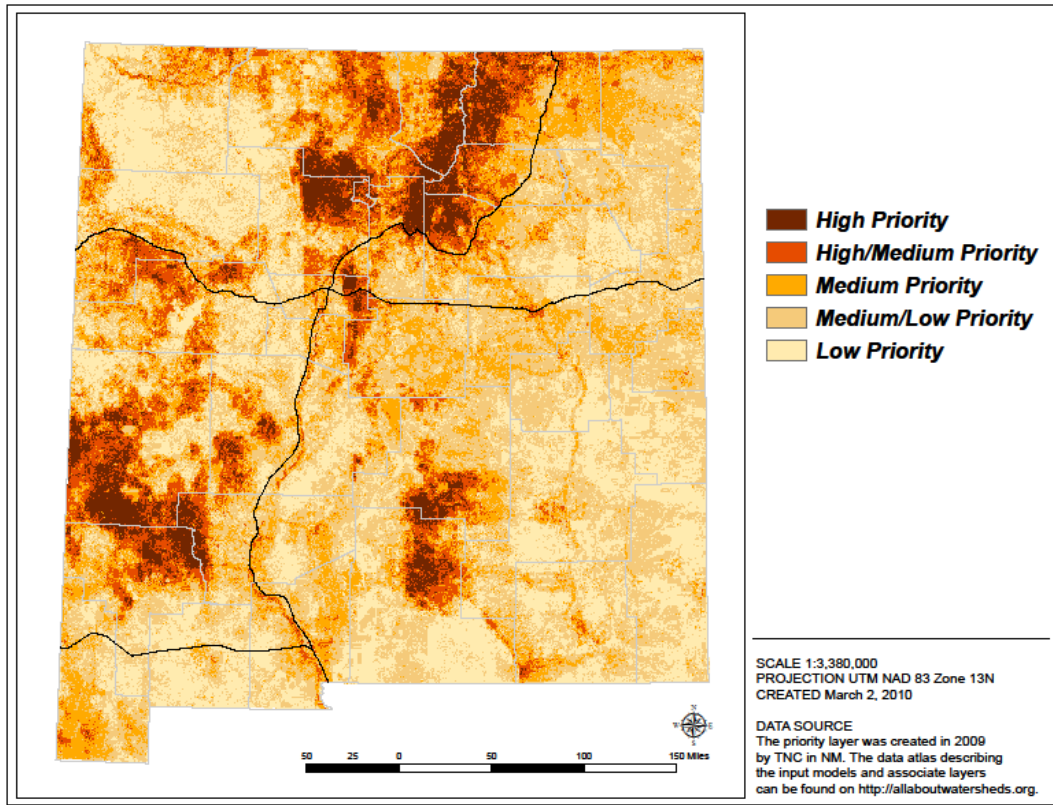 High Priority
High/Medium Priority
Medium Priority
Medium/Low Priority
Low Priority
SCALE 1:3,380,000
PROJECTION UTM NAD 83 Zone 13N
CREATED March 2, 2010
DATA SOURCE
The priority layer was created in 2009
by TNC in NM. The data atlas describing
the input models and associate layers
can be found on http://allaboutwatersheds.org.
N
W E
S
50 25 0 50 100 150 Miles